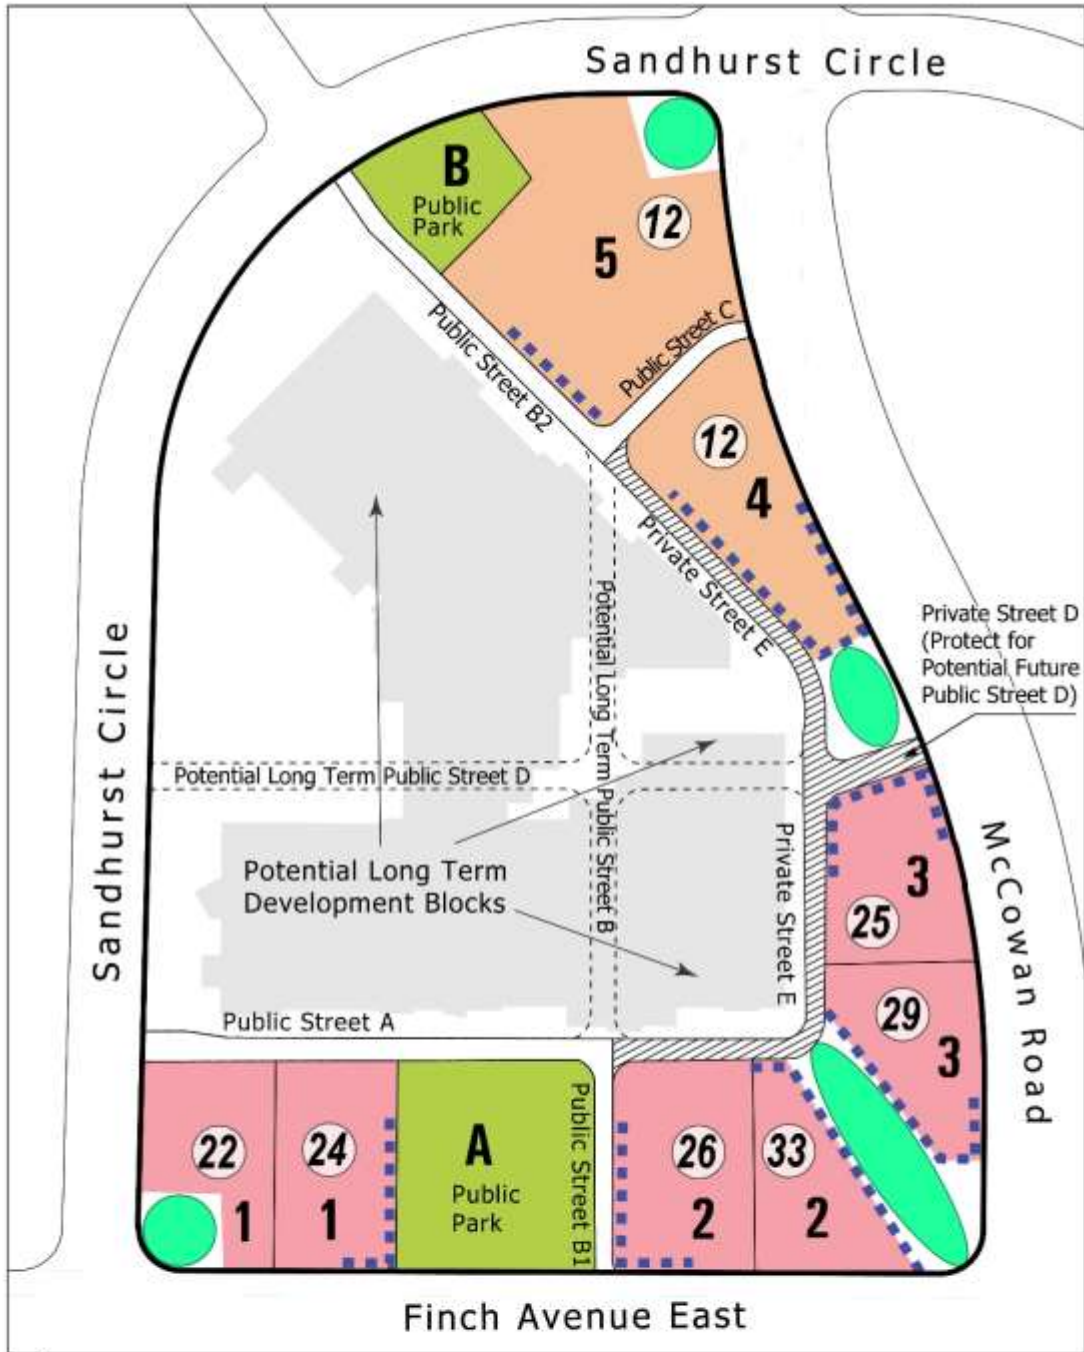 Sandhurst Circle
B
Public
Park
12
5
Public Street C
Public Street B2
12
4
Private Street E
Potential Long Term Public Street B
Private Street D
(Protect for
Potential Future
Public Street D)
Sandhurst Circle
Potential Long Term Public Street D
McCowan Road
Potential Long Term
Development Blocks
Private Street E
3
25
29
3
Public Street A
22
1
24
1
A
Public
Park
Public Street B1
26
2
33
2
Finch Avenue East